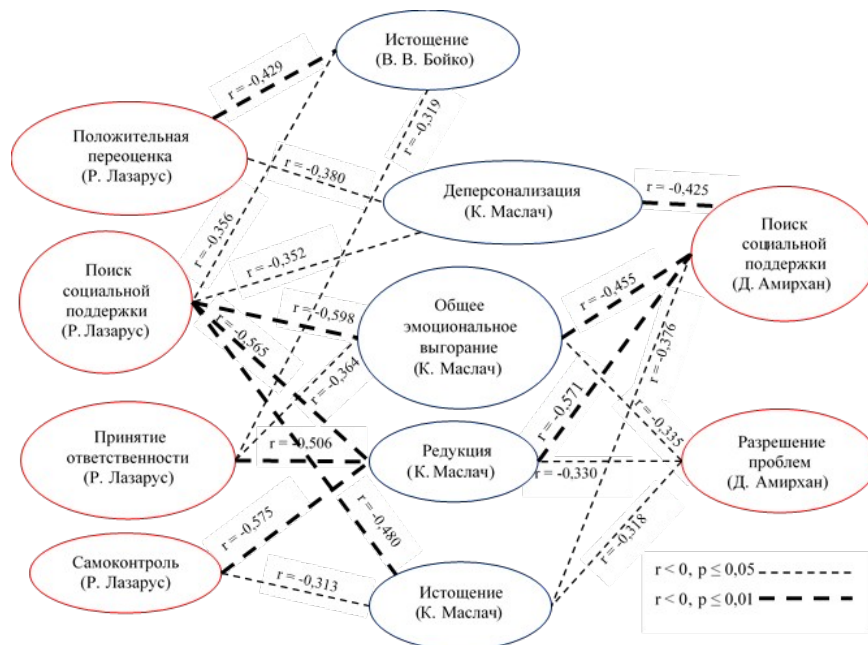 Истощение
(В. В. Бойко)
r = -0,429
r = -0,319
Положительная
переоценка
(Р. Лазарус)
r = -0,380
Деперсонализация
(К. Маслач)
r = -0,425
r = -0,356
Поиск
социальной
поддержки
(Д. Амирхан)
Поиск
социальной
поддержки
(Р. Лазарус)
r = -0,352
r = -0,598
Общее
эмоциональное
выгорание
(К. Маслач)
r = -0,455
r = -0,376
r = -0,565
r = -0,364
r = -0,571
r = -0,335
Принятие
ответственности
(Р. Лазарус)
r = -0,506
Редукция
(К. Маслач)
r = -0,330
Разрешение
проблем
(Д. Амирхан)
r = -0,575
r = -0,480
r = -0,318
Самоконтроль
(Р. Лазарус)
r = -0,313
Истощение
(К. Маслач)
r < 0, p ≤ 0,05
r < 0, p ≤ 0,01